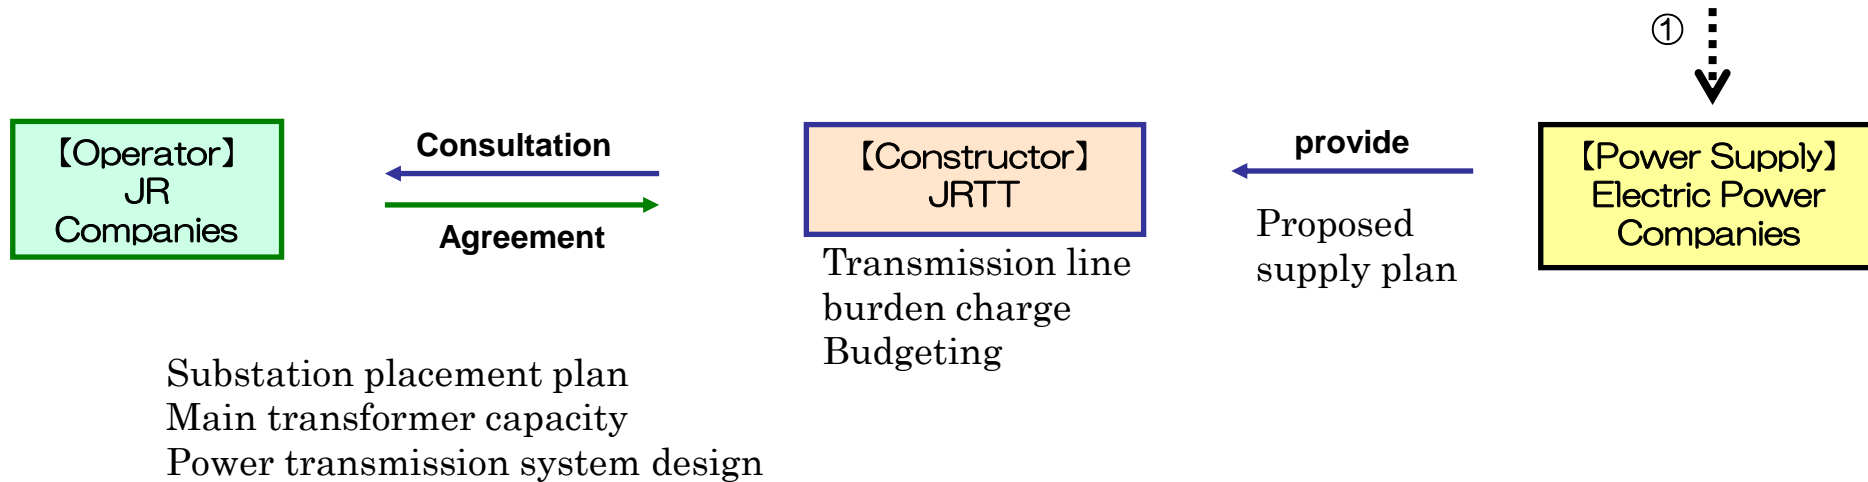 ①
【Operator】
JR
Companies
Consultation
Agreement
【Constructor】
JRTT
provide
【Power Supply】
Electric Power
Companies
Transmission line
burden charge
Budgeting
Proposed
supply plan
Substation placement plan
Main transformer capacity
Power transmission system design